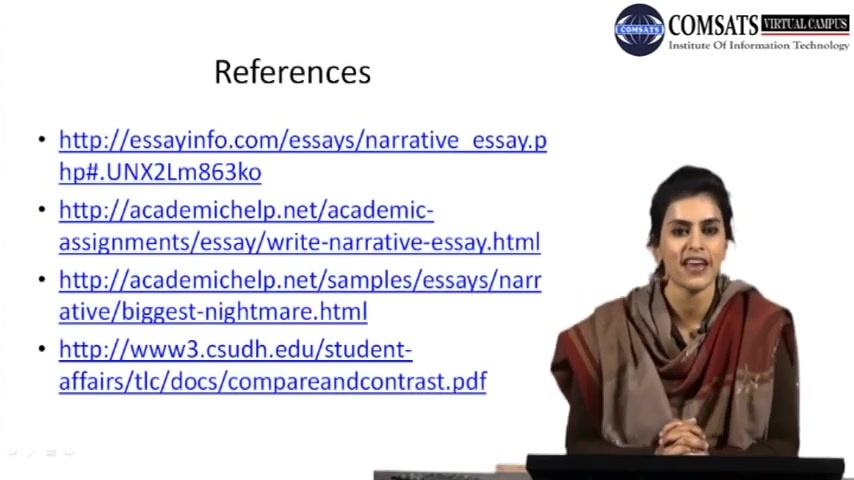 COMSATS VIRTUAL CAMPUS
COMSATS
Institute Of Information Technology
References
• http://essayinfo.com/essays/narrative_essay.p
hp#.UNX2Lm863ko
• http://academichelp.net/academic-
assignments/essay/write-narrative-essay.html
• http://academichelp.net/samples/essays/narr
ative/biggest-nightmare.html
• http://www3.csudh.edu/student-
affairs/tlc/docs/compareandcontrast.pdf